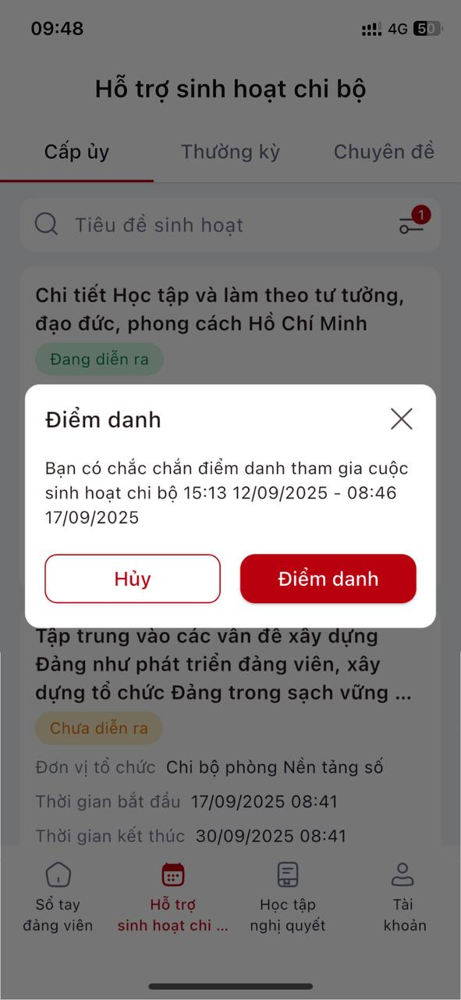 09:48
4G 50
Hỗ trợ sinh hoạt chi bộ
Cấp ủy Thường kỳ Chuyên đề
Tiêu đề sinh hoạt 1
Chi tiết Học tập và làm theo tư tưởng,
đạo đức, phong cách Hồ Chí Minh
Đang diễn ra
Điểm danh
Bạn có chắc chắn điểm danh tham gia cuộc
sinh hoạt chi bộ 15:13 12/09/2025 - 08:46
17/09/2025
Hủy Điểm danh
Tập trung vào các vấn đề xây dựng
Đảng như phát triển đảng viên, xây
dựng tổ chức Đảng trong sạch vững ...
Chưa diễn ra
Đơn vị tổ chức Chi bộ phòng Nền tảng số
Thời gian bắt đầu 17/09/2025 08:41
Thời gian kết thúc 30/09/2025 08:41
Sổ tay
đảng viên
Hỗ trợ
sinh hoạt chi ...
Học tập
nghị quyết
Tài
khoản